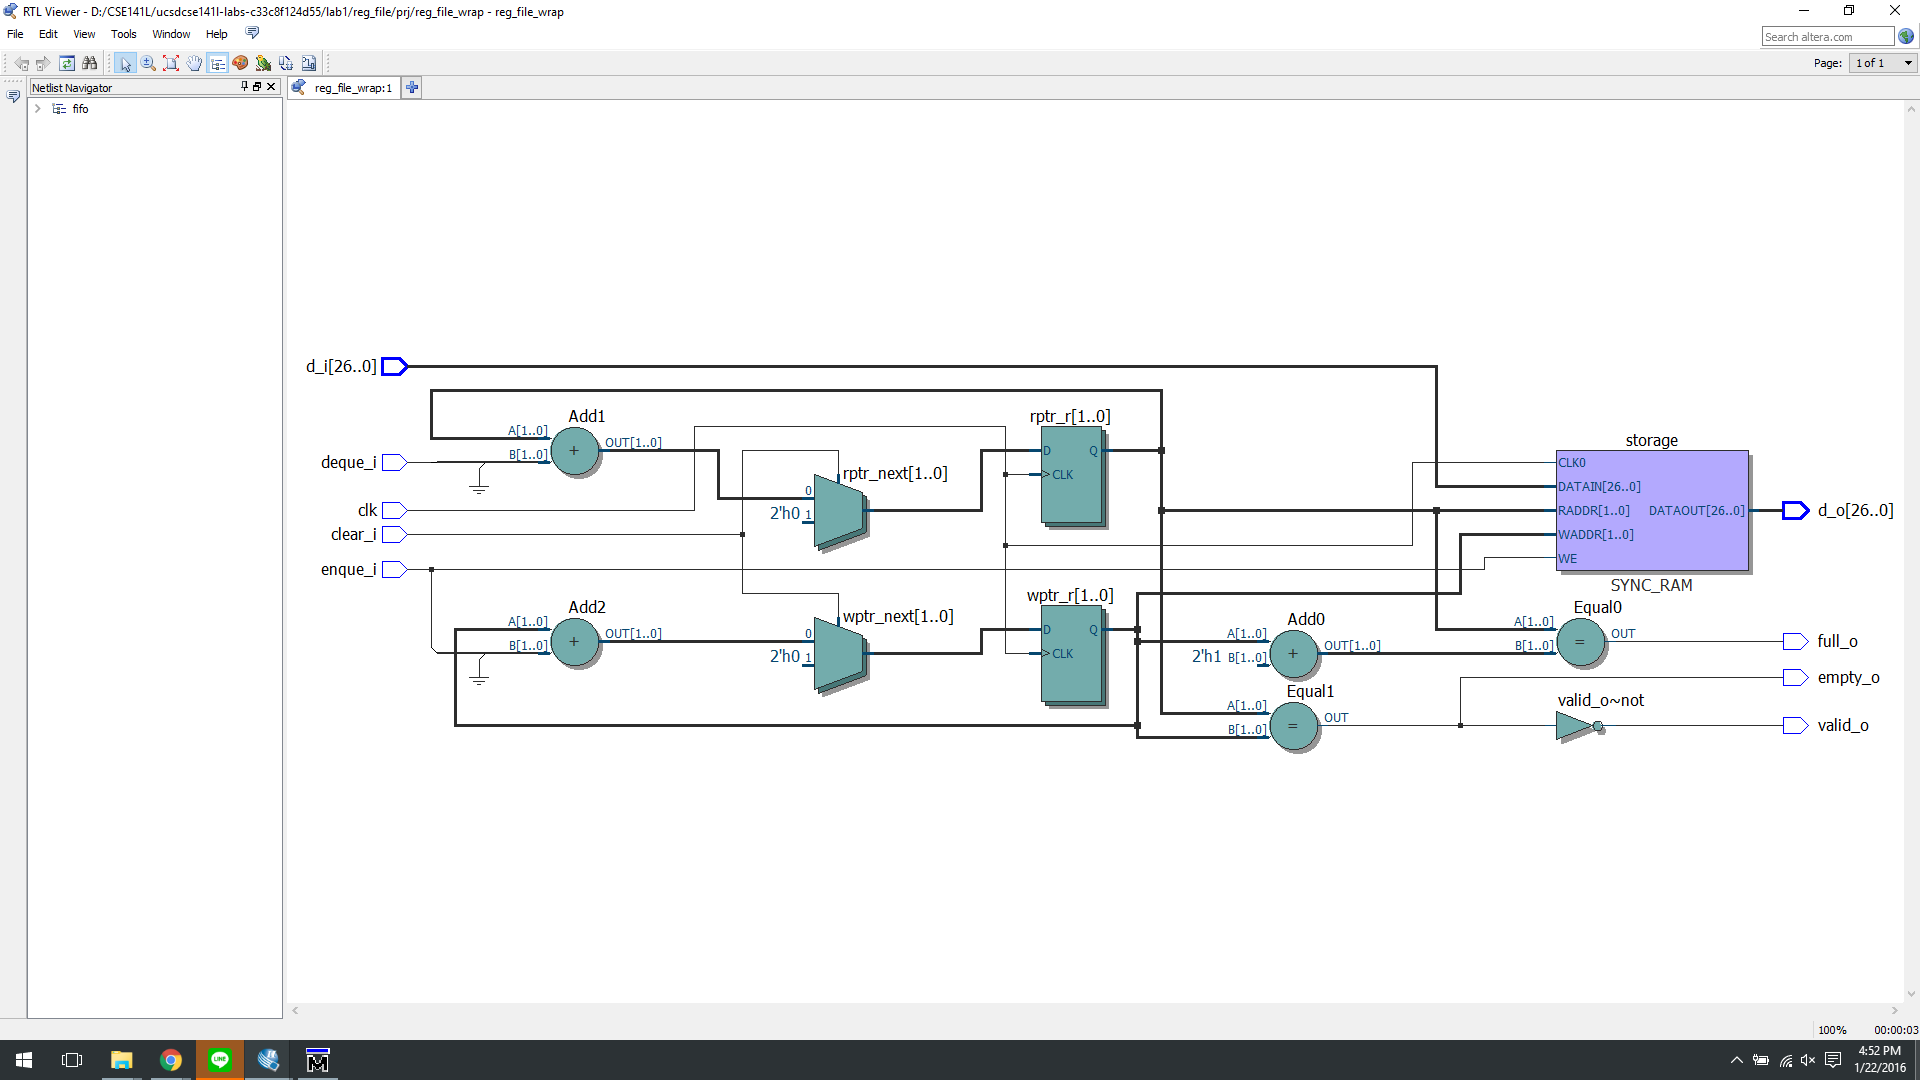 RTL Viewer - D:/CSE141L/ucsdcse141l-labs-c33c8f124d55/lab1/reg_file/prj/reg_file_wrap - reg_file_wrap
File Edit View Tools Window Help
Search altera.com
Page: 1 of 1
Netlist Navigator
reg_file_wrap:1
fifo
d_i[26..0]
Add1
rptr_r[1..0]
A[1..0]
OUT[1..0]
B[1..0]
+
deque_i
rptr_next[1..0]
D
Q
CLK
0
2'h0 1
clk
clear_i
enque_i
storage
CLK0
DATAIN[26..0]
RADDR[1..0] DATAOUT[26..0]
d_o[26..0]
WADDR[1..0]
WE
SYNC_RAM
Add2
A[1..0]
OUT[1..0]
B[1..0]
+
wptr_next[1..0]
0
2'h0 1
wptr_r[1..0]
D
Q
CLK
Add0
A[1..0]
OUT[1..0]
2'h1 B[1..0]
+
Equal0
A[1..0]
OUT
B[1..0]
=
full_o
empty_o
Equal1
A[1..0]
OUT
B[1..0]
=
valid_o~not
valid_o
100% 00:00:03
LINE
M
4:52 PM
1/22/2016